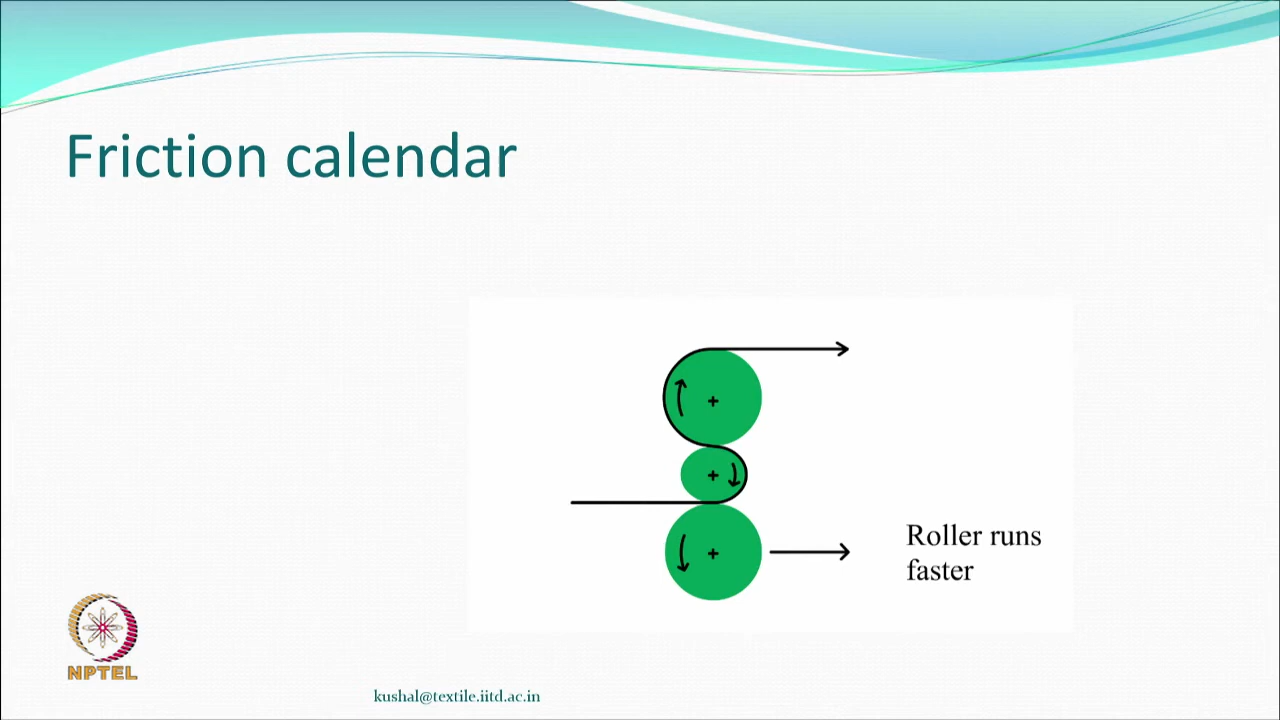 Friction calendar
Roller runs
faster
NPTEL
kushal@textile.iitd.ac.in